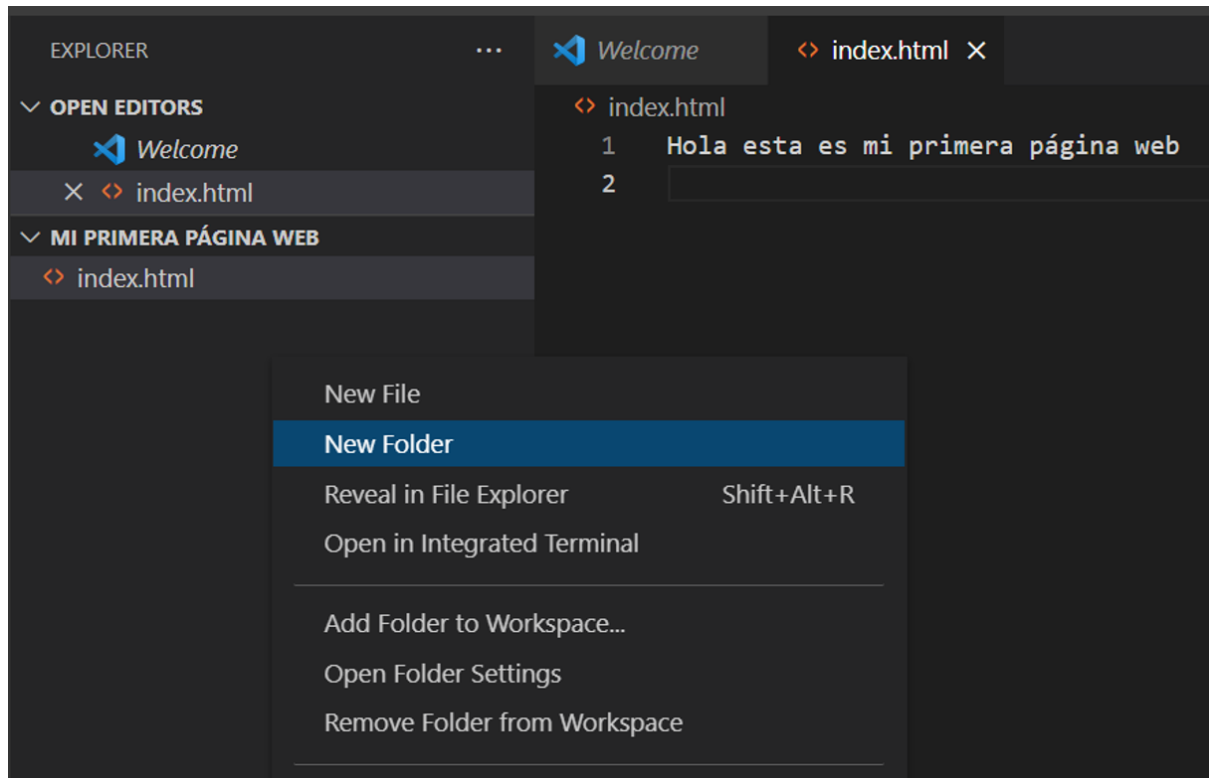 EXPLORER ...
Welcome
index.html
OPEN EDITORS
Welcome
index.html
MI PRIMERA PÁGINA WEB
index.html
index.html
1 Hola esta es mi primera página web
2
New File
New Folder
Reveal in File Explorer Shift+Alt+R
Open in Integrated Terminal
Add Folder to Workspace...
Open Folder Settings
Remove Folder from Workspace